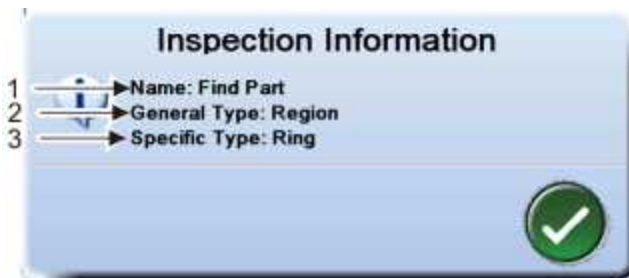 Inspection Information
1 Name: Find Part
2 General Type: Region
3 Specific Type: Ring